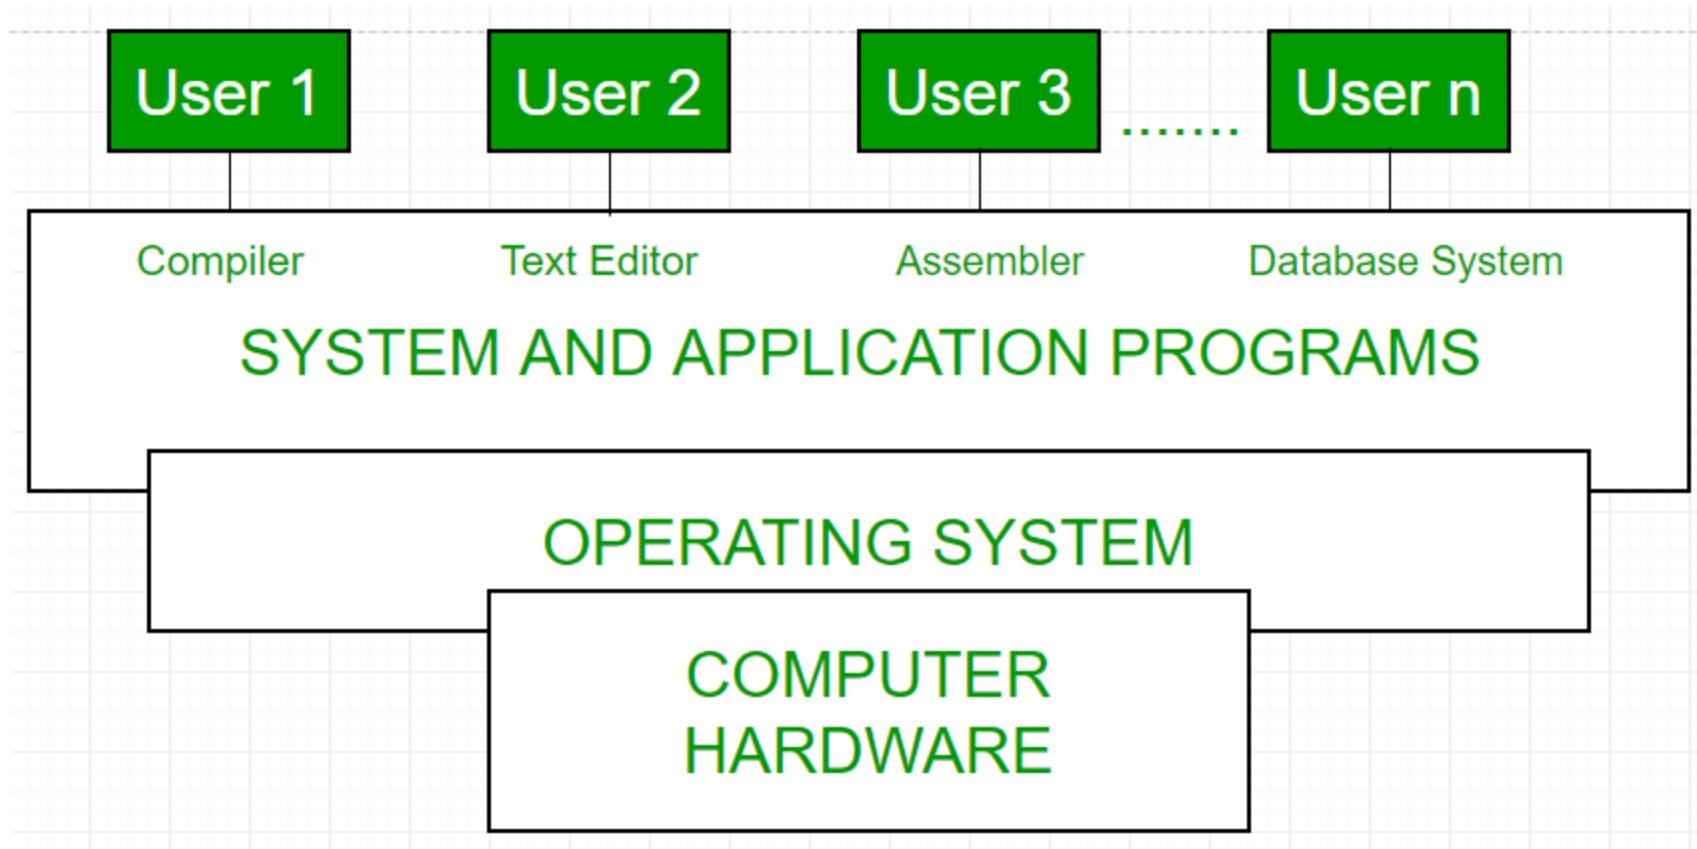 User 1
User 2
User 3
.......
User n
Compiler
Text Editor
Assembler
Database System
SYSTEM AND APPLICATION PROGRAMS
OPERATING SYSTEM
COMPUTER
HARDWARE